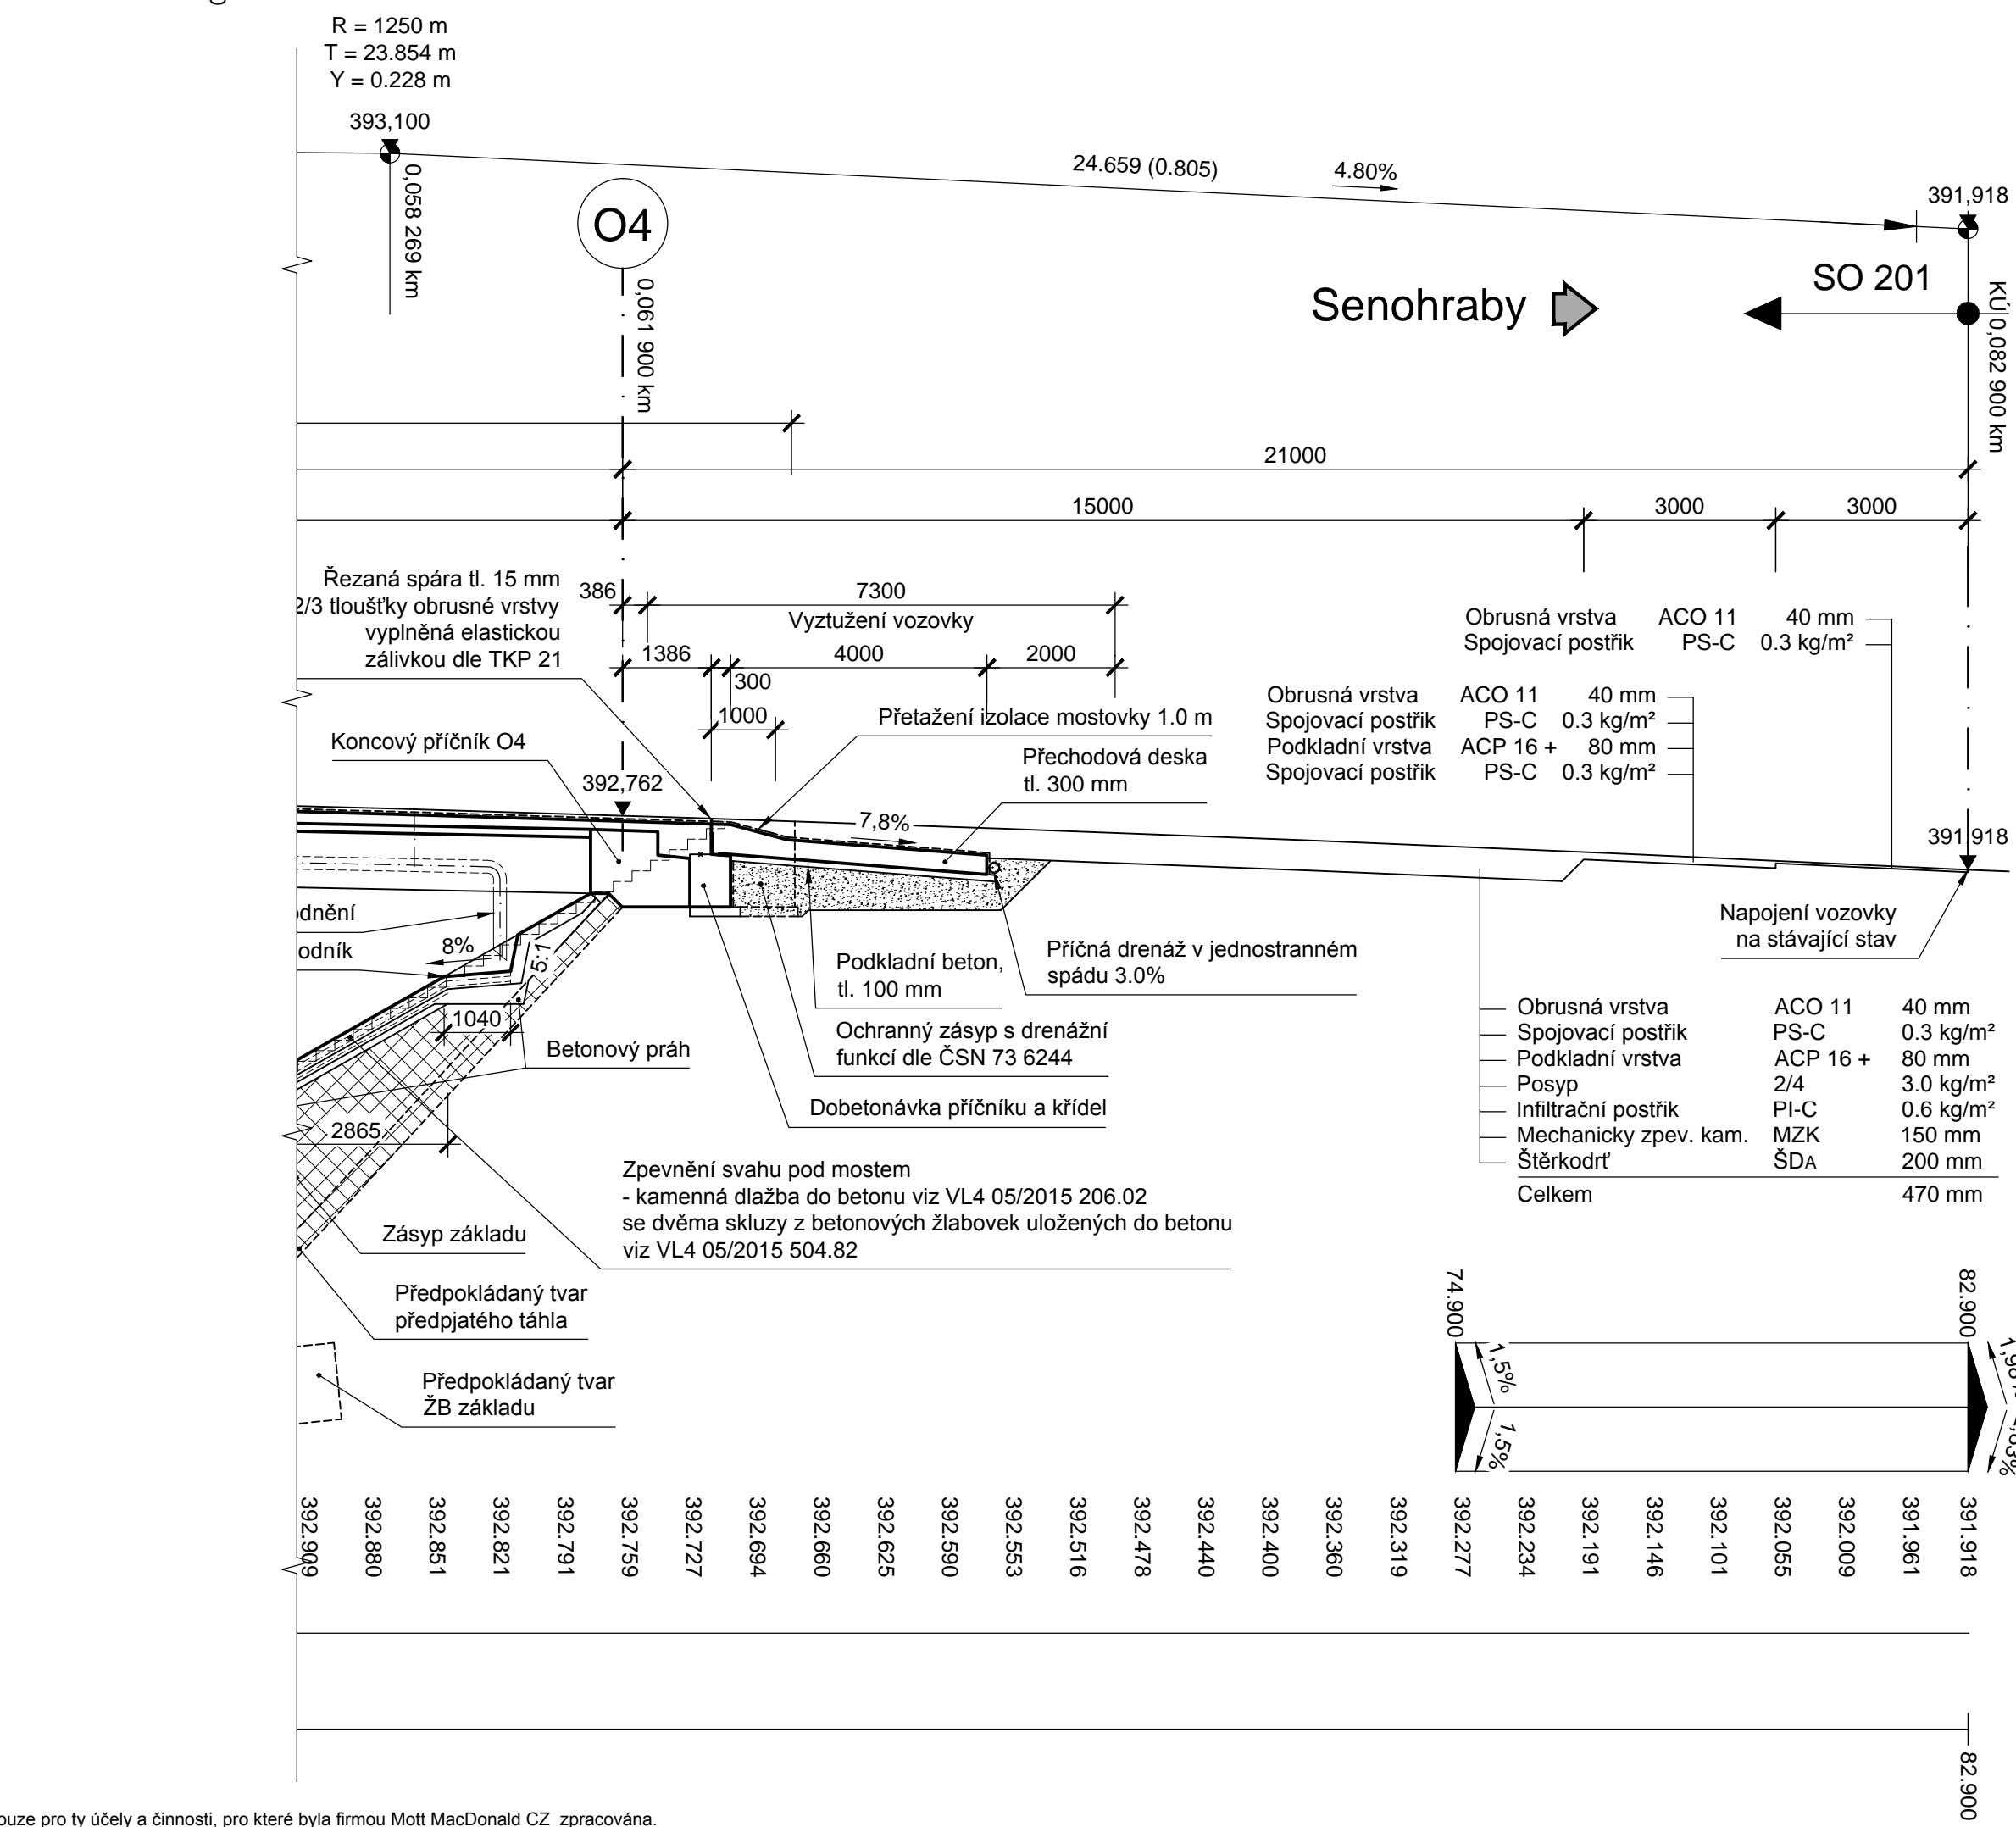 R = 1250 m
T = 23.854 m
Y = 0.228 m
393,100
0,058 269 km
24.659 (0.805)
4.80%
391,918
O4
0,061 900 km
Senohraby
SO 201
KÚ 0,082 900 km
21000
15000
3000
3000
Řezaná spára tl. 15 mm
2/3 tloušťky obrusné vrstvy
vyplněná elastickou
zálivkou dle TKP 21
386
7300
Vyztužení vozovky
1386
4000
2000
300
1000
Obrusná vrstva ACO 11 40 mm
Spojovací postřik PS-C 0.3 kg/m²
Obrusná vrstva ACO 11 40 mm
Spojovací postřik PS-C 0.3 kg/m²
Podkladní vrstva ACP 16 + 80 mm
Spojovací postřik PS-C 0.3 kg/m²
Přetažení izolace mostovky 1.0 m
Koncový příčník O4
Přechodová deska
tl. 300 mm
392,762
7,8%
391,918
odnění
odník
8%
5:1
1040
2865
Betonový práh
Podkladní beton,
tl. 100 mm
Příčná drenáž v jednostranném
spádu 3.0%
Napojení vozovky
na stávající stav
Ochranný zásyp s drenážní
funkcí dle ČSN 73 6244
Dobetonávka příčníku a křídel
Obrusná vrstva ACO 11 40 mm
Spojovací postřik PS-C 0.3 kg/m²
Podkladní vrstva ACP 16 + 80 mm
Posyp 2/4 3.0 kg/m²
Infiltrační postřik PI-C 0.6 kg/m²
Mechanicky zpev. kam. MZK 150 mm
Štěrkodrť ŠDA 200 mm
Celkem 470 mm
Zpevnění svahu pod mostem
- kamenná dlažba do betonu viz VL4 05/2015 206.02
se dvěma skluzy z betonových žlabovek uložených do betonu
viz VL4 05/2015 504.82
Zásyp základu
Předpokládaný tvar
předpjatého táhla
Předpokládaný tvar
ŽB základu
74.900
82.900
1,5%
1,5%
392.909
392.880
392.851
392.821
392.791
392.759
392.727
392.694
392.660
392.625
392.590
392.553
392.516
392.478
392.440
392.400
392.360
392.319
392.277
392.234
392.191
392.146
392.101
392.055
392.009
391.961
391.918
82.900
ouze pro ty účely a činnosti, pro které byla firmou Mott MacDonald CZ zpracována.